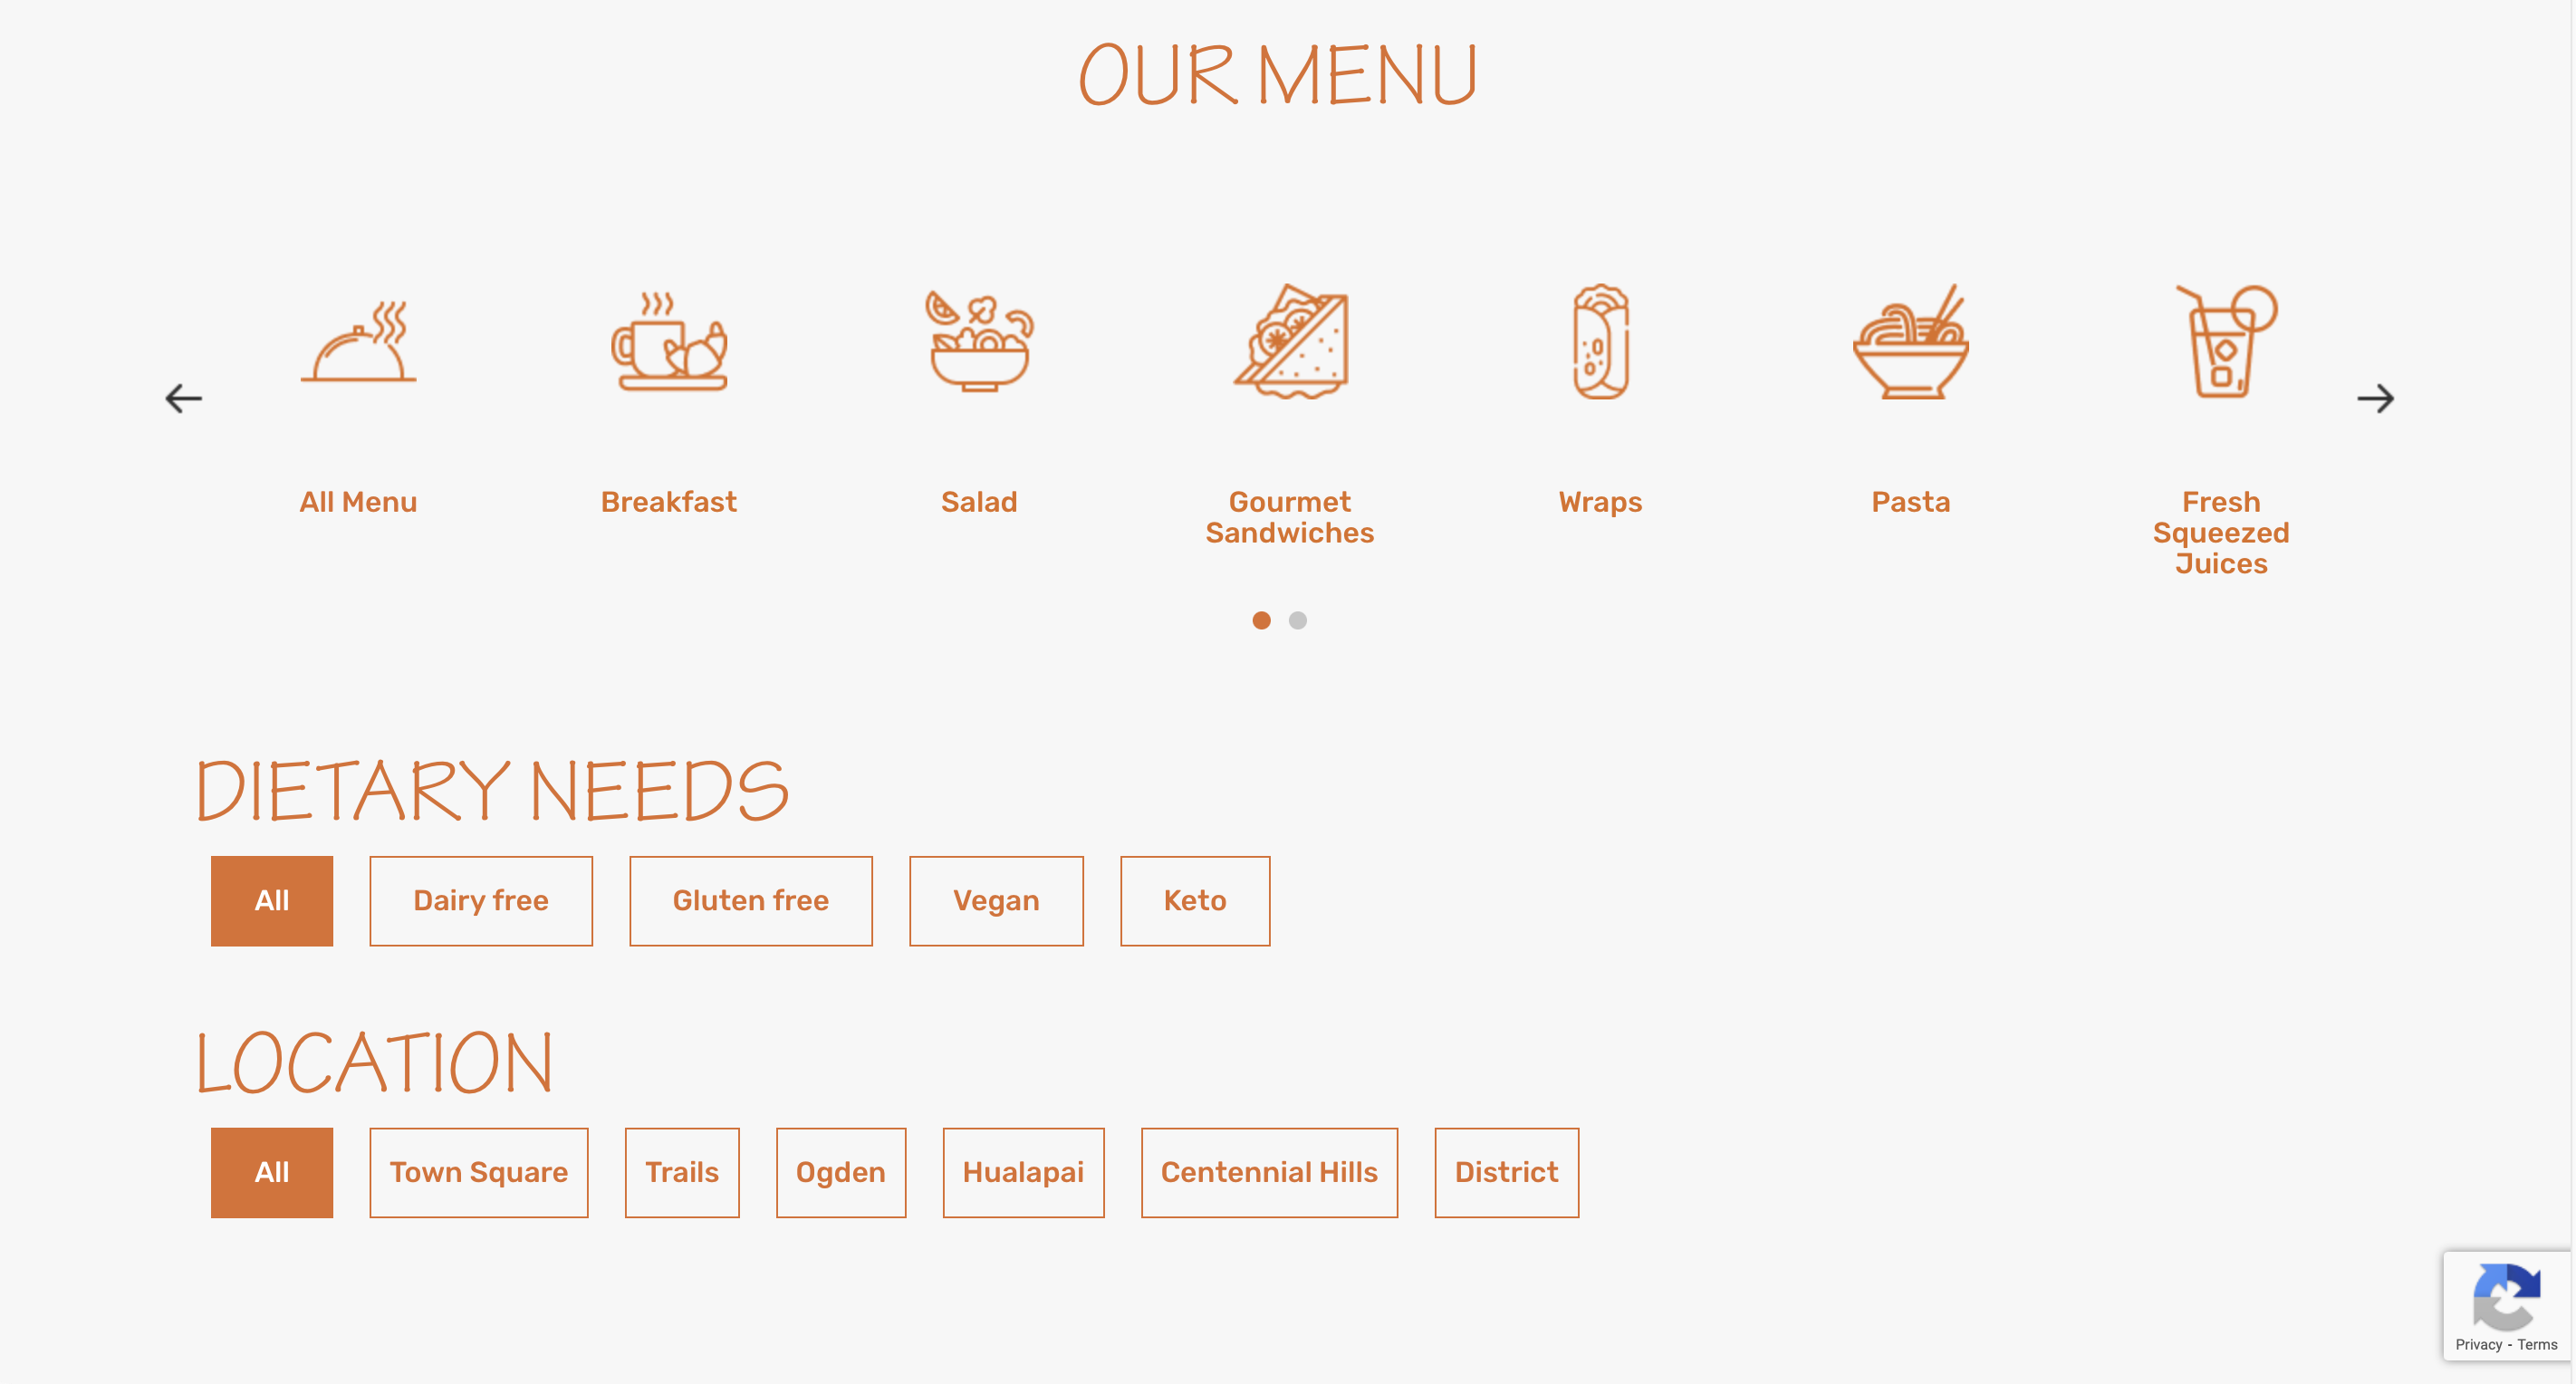 OUR MENU
All Menu
Breakfast
Salad
Gourmet
Sandwiches
Wraps
Pasta
Fresh
Squeezed
Juices
DIETARY NEEDS
All
Dairy free
Gluten free
Vegan
Keto
LOCATION
All
Town Square
Trails
Ogden
Hualapai
Centennial Hills
District
Privacy - Terms